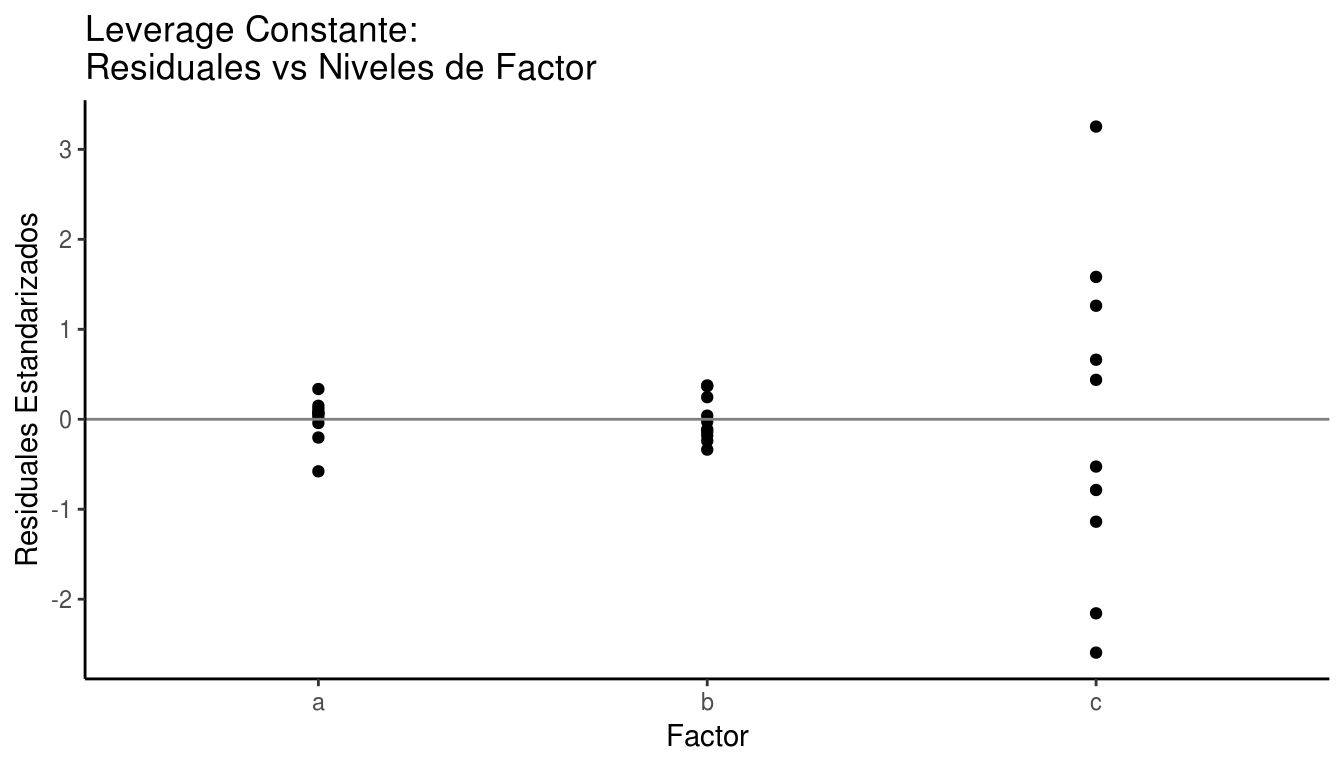 Leverage Constante:
Residuales vs Niveles de Factor
Residuales Estandarizados
3
2
1
0
-1
-2
a
b
c
Factor